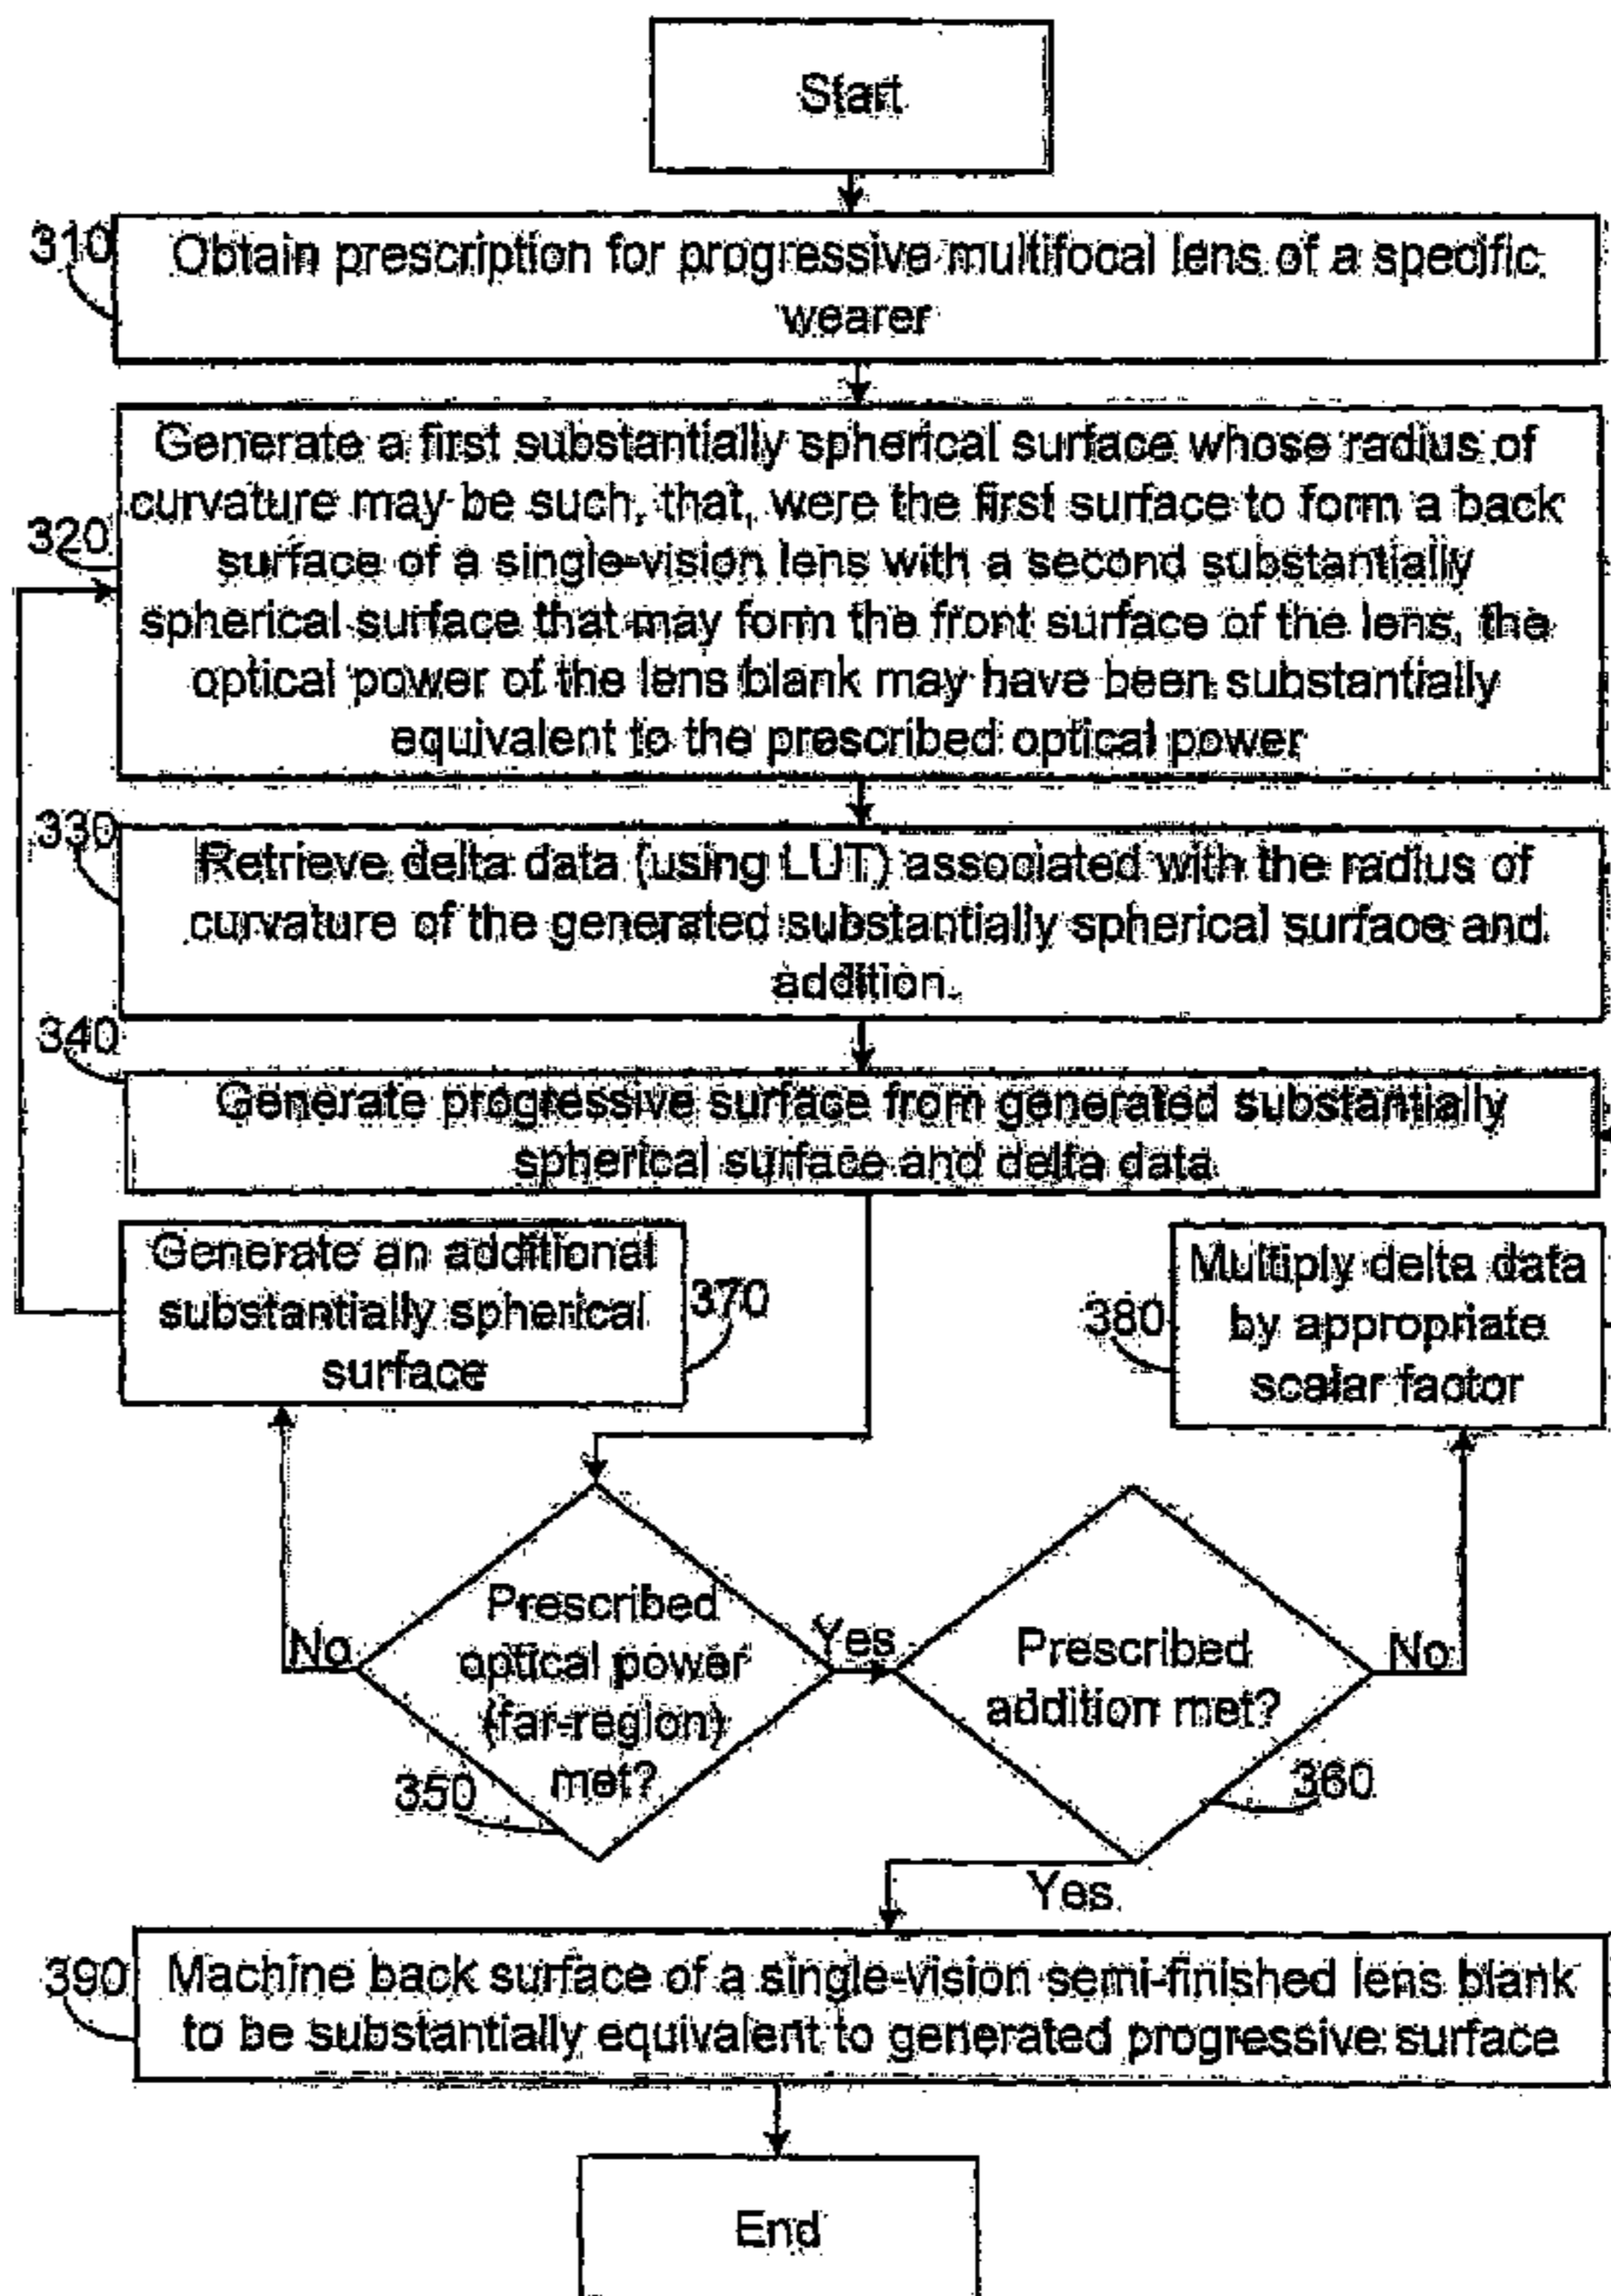 Start
310
Obtain prescription for progressive multifocal lens of a specific
wearer
320
Generate a first substantially spherical surface whose radius of
curvature may be such, that, were the first surface to form a back
surface of a single-vision lens with a second substantially
spherical surface that may form the front surface of the lens, the
optical power of the lens blank may have been substantially
equivalent to the prescribed optical power
330
Retrieve delta data (using LUT) associated with the radius of
curvature of the generated substantially spherical surface and
addition.
340
Generate progressive surface from generated substantially
spherical surface and delta data
Generate an additional
substantially spherical
surface
370
380
Multiply delta data
by appropriate
scalar factor
No
Prescribed
optical power
(far-region)
met?
350
Yes
Prescribed
addition met?
360
No
Yes
390
Machine back surface of a single-vision semi-finished lens blank
to be substantially equivalent to generated progressive surface
End